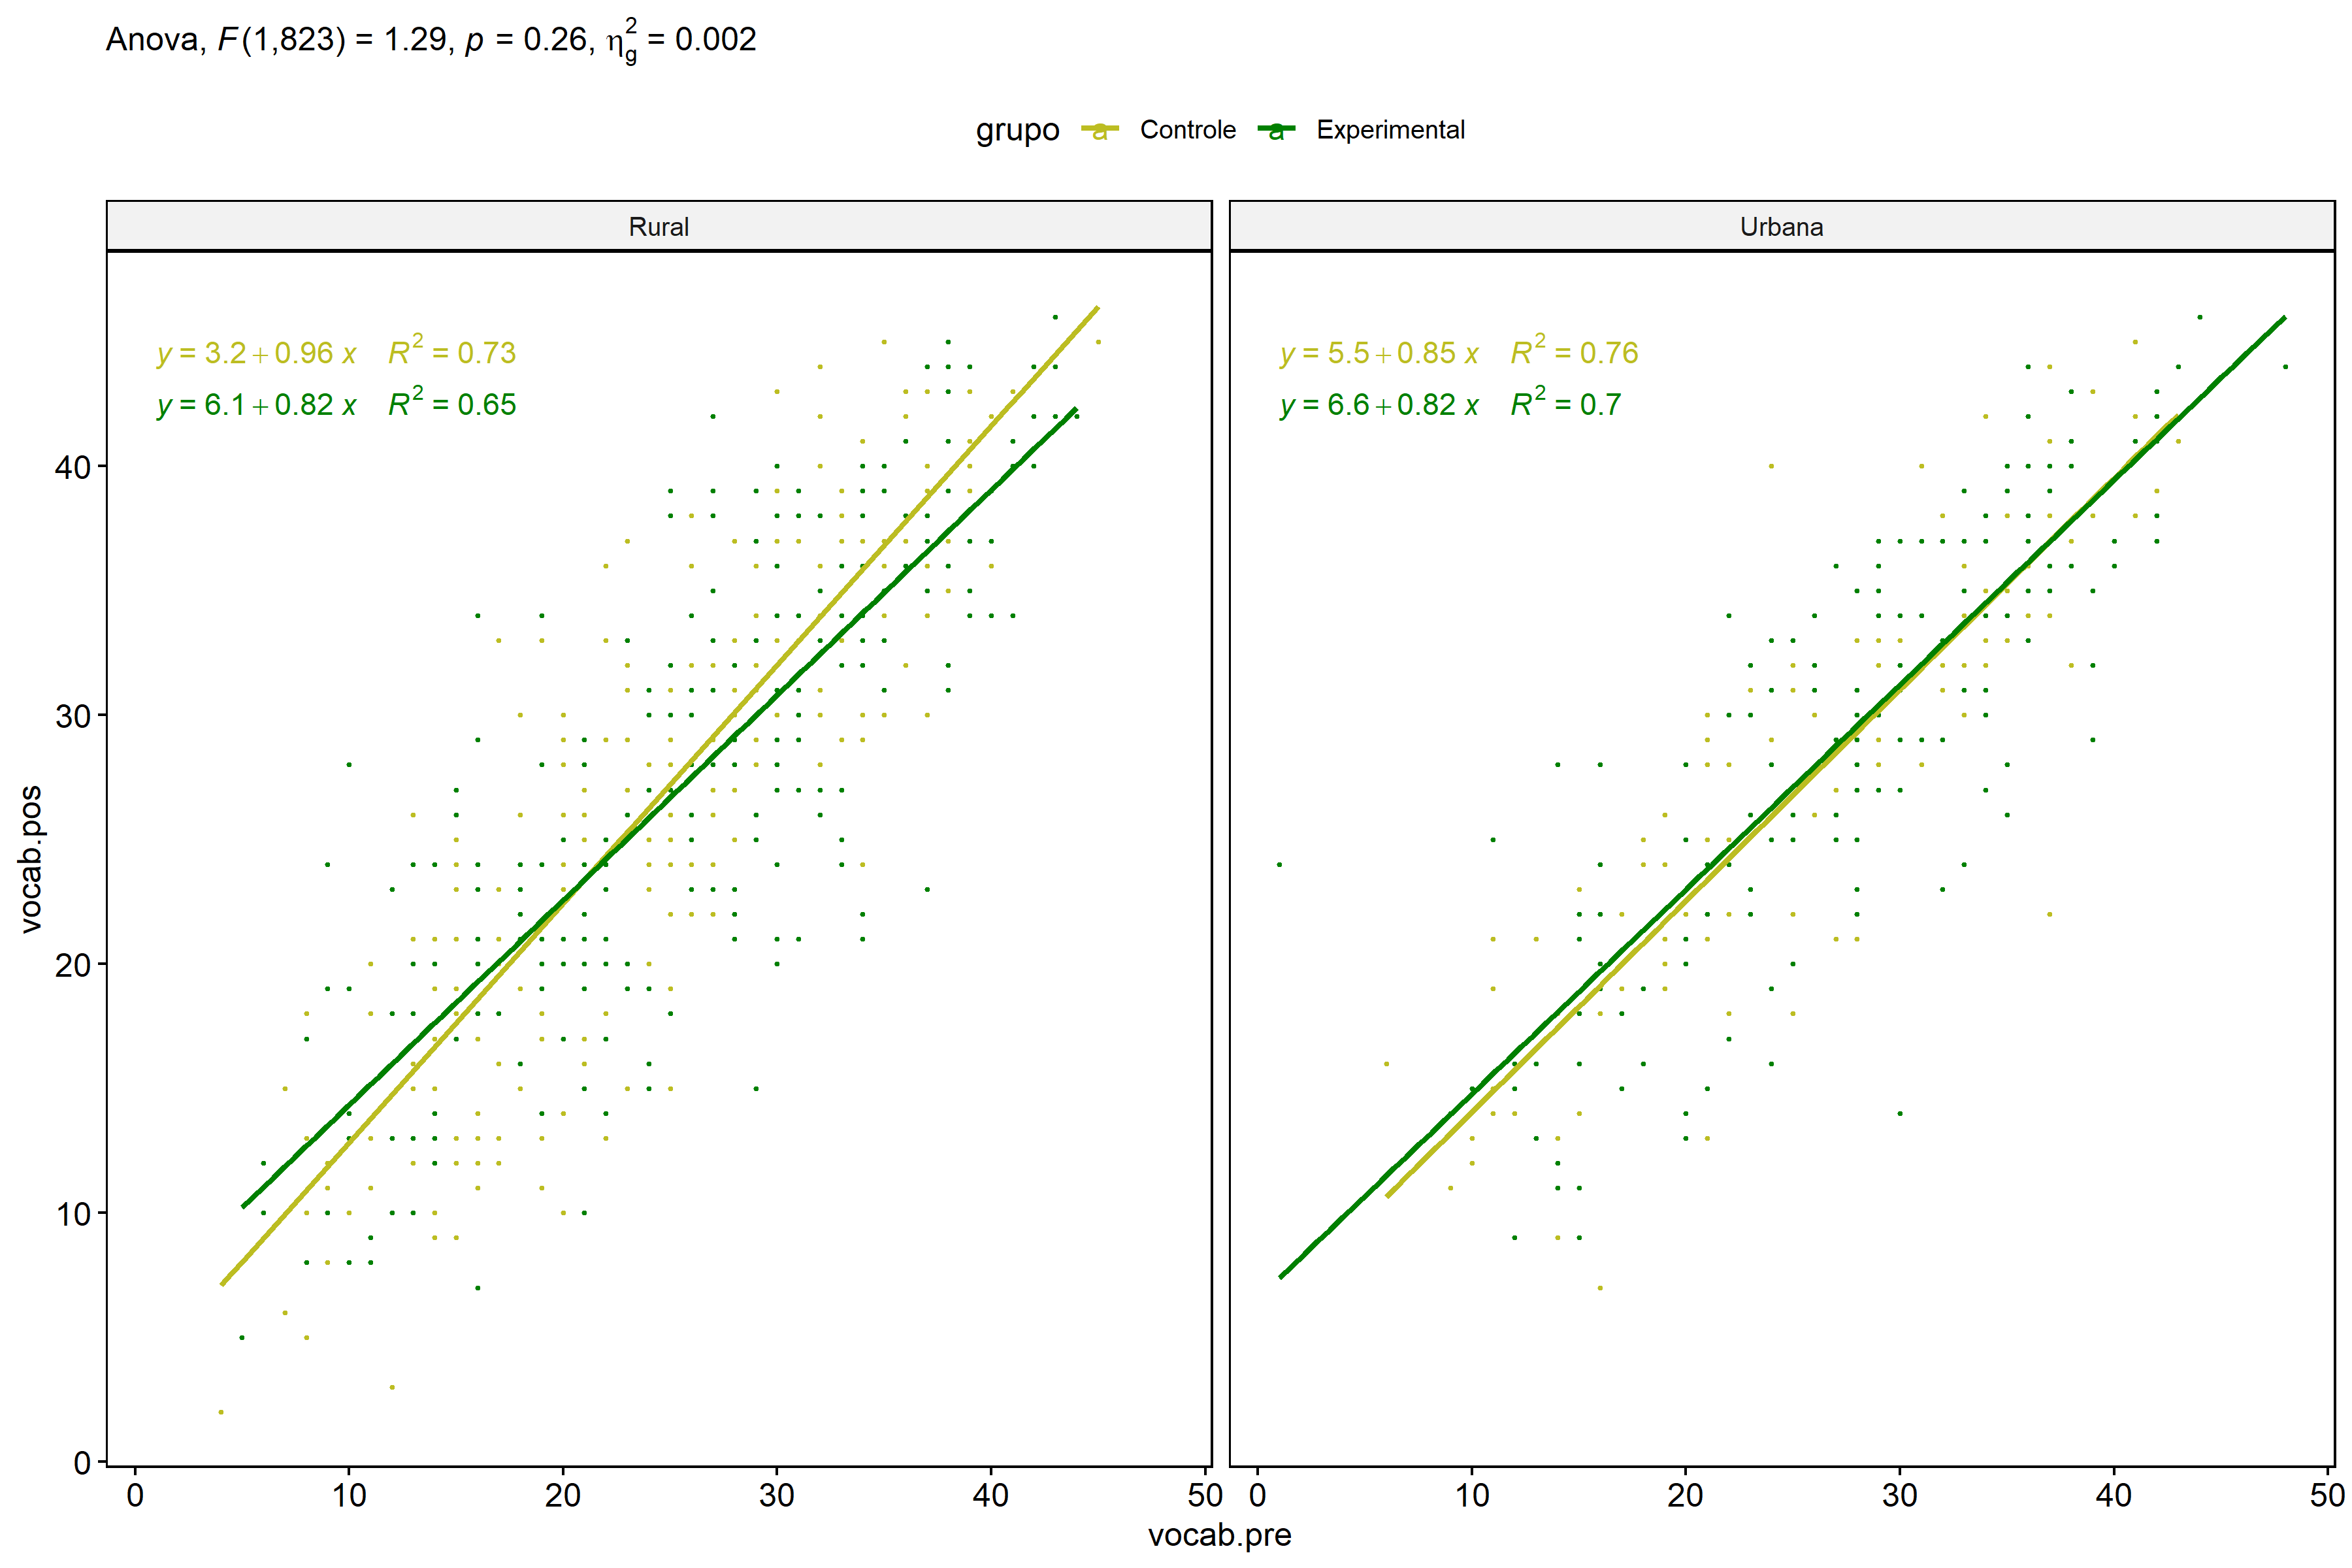 Anova, F(1,823) = 1.29, p = 0.26, η²g = 0.002
grupo a Controle a Experimental
Rural Urbana
y = 3.2 + 0.96 x R² = 0.73
y = 6.1 + 0.82 x R² = 0.65
y = 5.5 + 0.85 x R² = 0.76
y = 6.6 + 0.82 x R² = 0.7
vocab.pos
40
30
20
10
0
0 10 20 30 40 50 0 10 20 30 40 50
vocab.pre